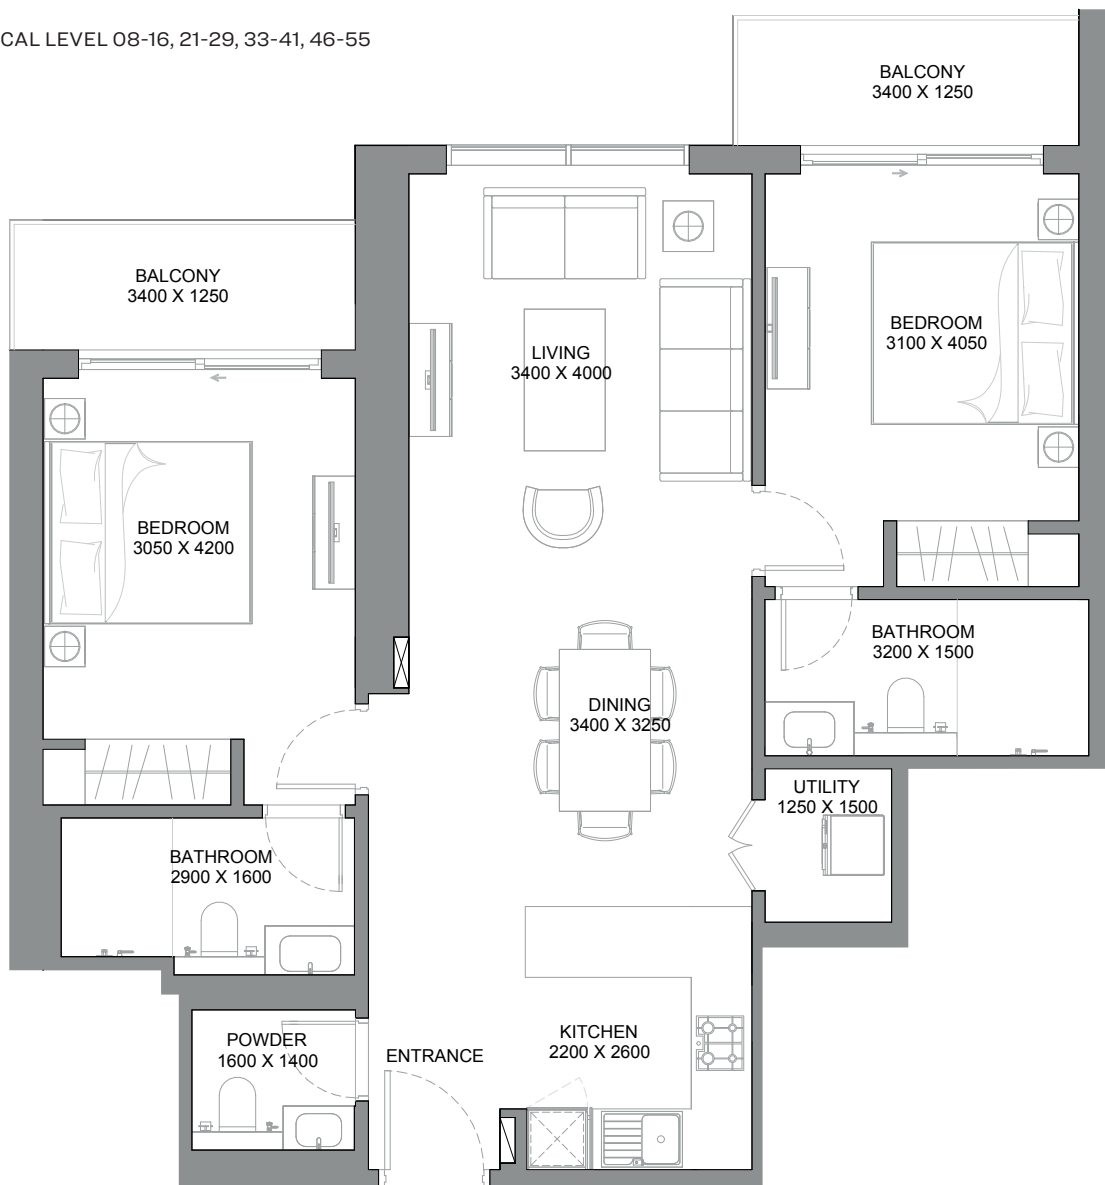 CAL LEVEL 08-16, 21-29, 33-41, 46-55
BALCONY
3400 X 1250
BALCONY
3400 X 1250
LIVING
3400 X 4000
BEDROOM
3100 X 4050
BEDROOM
3050 X 4200
BATHROOM
3200 X 1500
DINING
3400 X 3250
UTILITY
1250 X 1500
BATHROOM
2900 X 1600
POWDER
1600 X 1400
ENTRANCE
KITCHEN
2200 X 2600